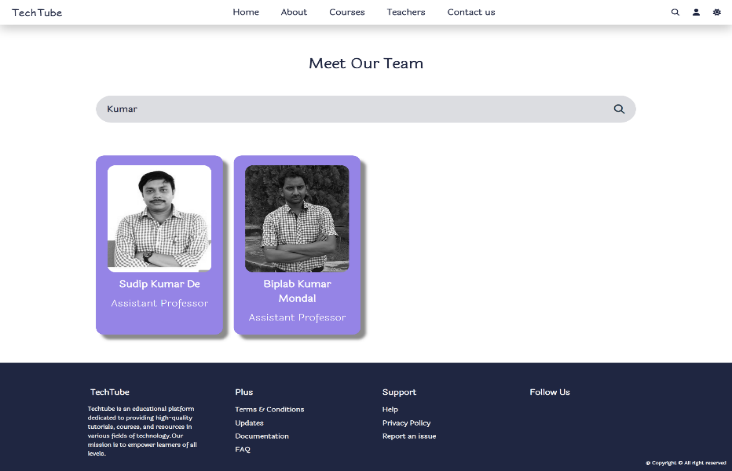 TechTube
Home About Courses Teachers Contact us
Meet Our Team
Kumar
Sudip Kumar De
Assistant Professor
Biplab Kumar
Mondal
Assistant Professor
TechTube
Techtube is an educational platform
dedicated to providing high-quality
tutorials, courses, and resources in
various fields of technology.Our
mission is to empower learners of all
levels.
Plus
Terms & Conditions
Updates
Documentation
FAQ
Support
Help
Privacy Policy
Report an issue
Follow Us
@ Copyright © All right reserved